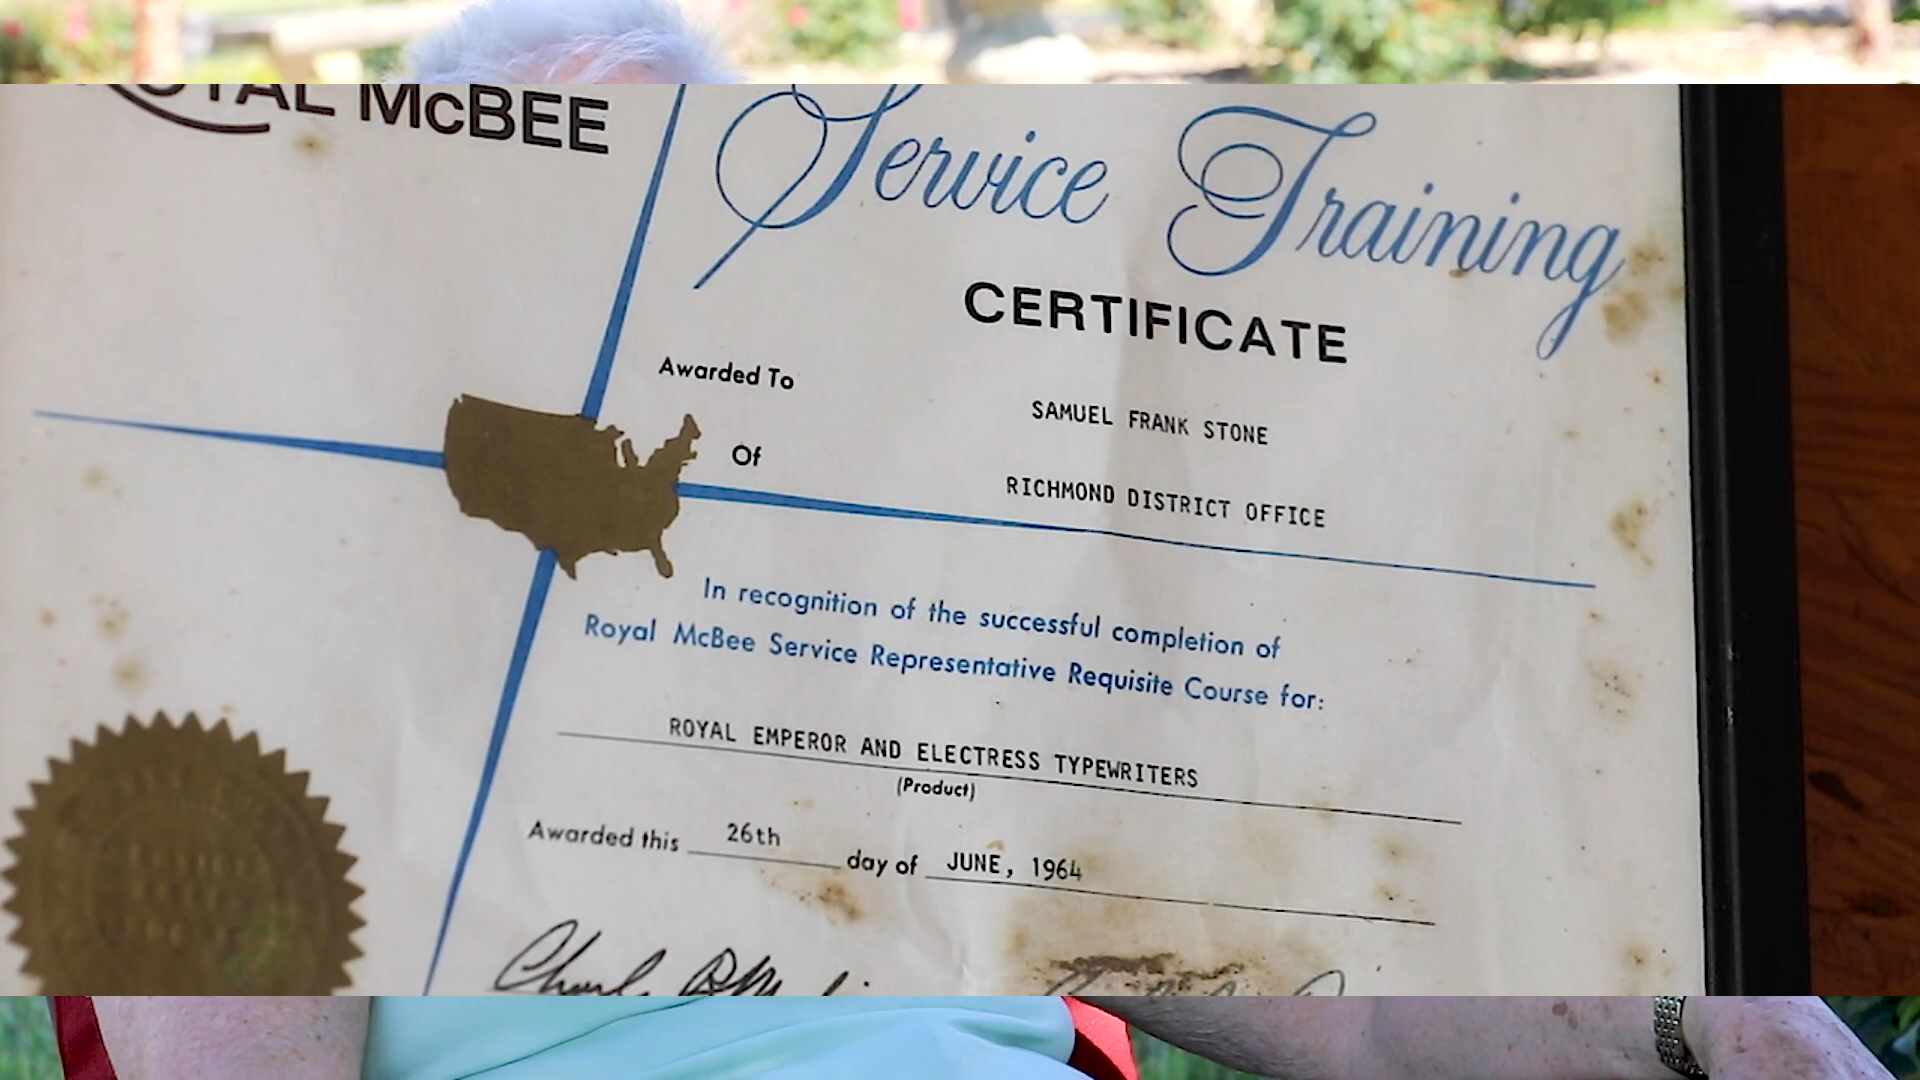 ROYAL McBEE
Service Training
CERTIFICATE
Awarded To
SAMUEL FRANK STONE
Of
RICHMOND DISTRICT OFFICE
In recognition of the successful completion of
Royal McBee Service Representative Requisite Course for:
ROYAL EMPEROR AND ELECTRESS TYPEWRITERS
(Product)
Awarded this 26th day of JUNE, 1964